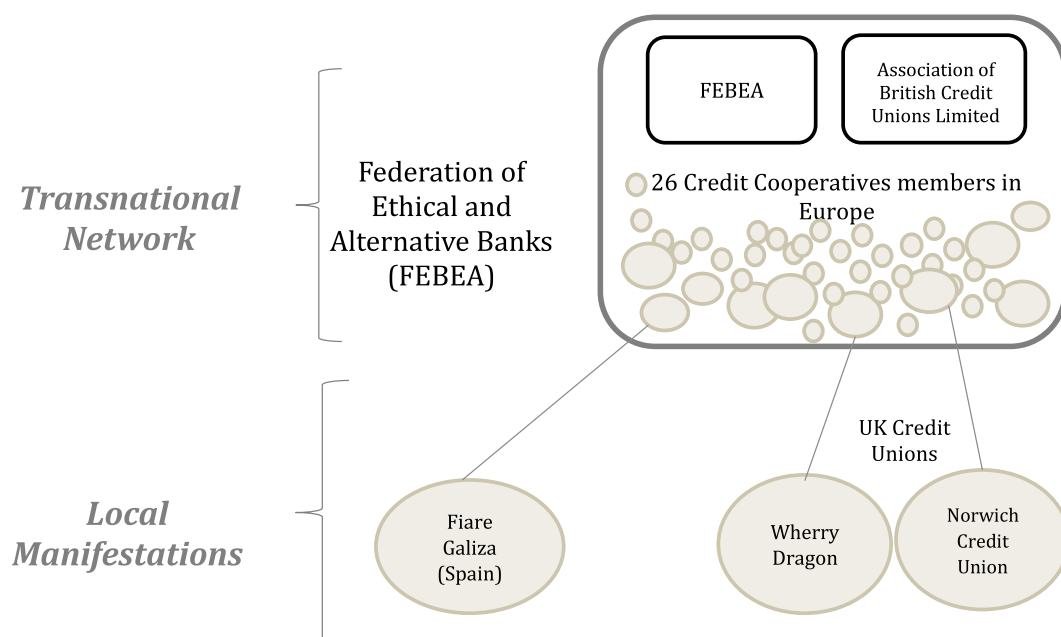 FEBEA
Association of
British Credit
Unions Limited
Transnational
Network
Federation of
Ethical and
Alternative Banks
(FEBEA)
26 Credit Cooperatives members in
Europe
UK Credit
Unions
Local
Manifestations
Fiare
Galiza
(Spain)
Wherry
Dragon
Norwich
Credit
Union